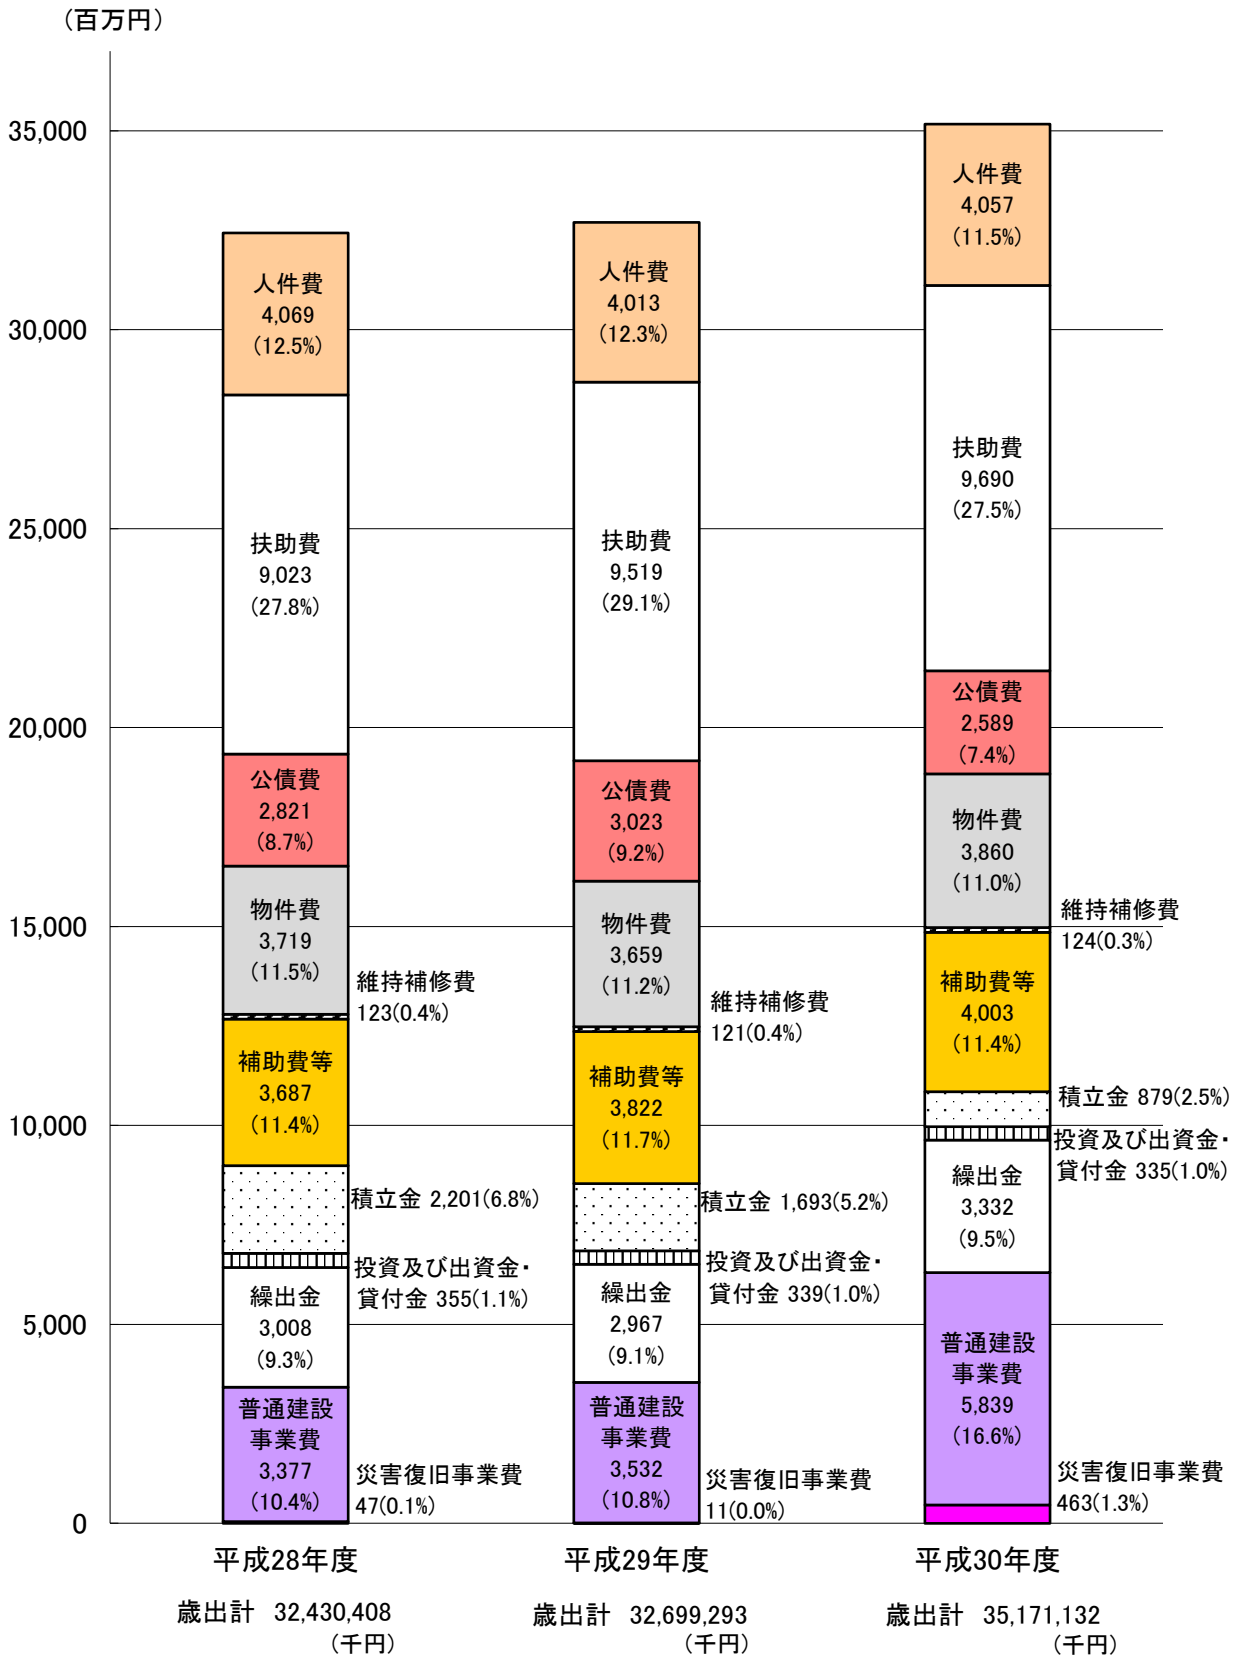 （百万円）
35,000
30,000
25,000
20,000
15,000
10,000
5,000
0
人件費
4,069
(12.5%)
扶助費
9,023
(27.8%)
公債費
2,821
(8.7%)
物件費
3,719
(11.5%)
維持補修費
123(0.4%)
補助費等
3,687
(11.4%)
積立金 2,201(6.8%)
投資及び出資金・
貸付金 355(1.1%)
繰出金
3,008
(9.3%)
普通建設
事業費
3,377
(10.4%)
災害復旧事業費
47(0.1%)
平成28年度
歳出計 32,430,408
(千円)
人件費
4,013
(12.3%)
扶助費
9,519
(29.1%)
公債費
3,023
(9.2%)
物件費
3,659
(11.2%)
維持補修費
121(0.4%)
補助費等
3,822
(11.7%)
積立金 1,693(5.2%)
投資及び出資金・
貸付金 339(1.0%)
繰出金
2,967
(9.1%)
普通建設
事業費
3,532
(10.8%)
災害復旧事業費
11(0.0%)
平成29年度
歳出計 32,699,293
(千円)
人件費
4,057
(11.5%)
扶助費
9,690
(27.5%)
公債費
2,589
(7.4%)
物件費
3,860
(11.0%)
維持補修費
124(0.3%)
補助費等
4,003
(11.4%)
積立金 879(2.5%)
投資及び出資金・
貸付金 335(1.0%)
繰出金
3,332
(9.5%)
普通建設
事業費
5,839
(16.6%)
災害復旧事業費
463(1.3%)
平成30年度
歳出計 35,171,132
(千円)